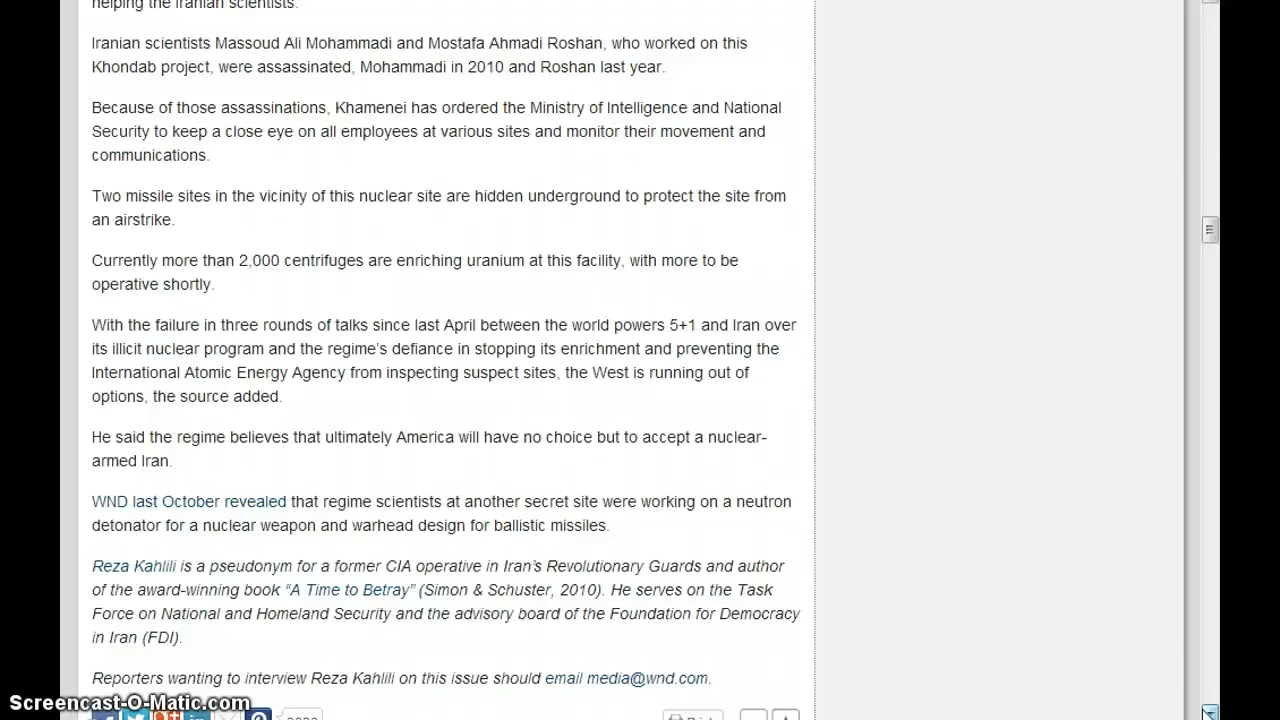 helping the Iranian scientists.
Iranian scientists Massoud Ali Mohammadi and Mostafa Ahmadi Roshan, who worked on this
Khondab project, were assassinated, Mohammadi in 2010 and Roshan last year.
Because of those assassinations, Khamenei has ordered the Ministry of Intelligence and National
Security to keep a close eye on all employees at various sites and monitor their movement and
communications.
Two missile sites in the vicinity of this nuclear site are hidden underground to protect the site from
an airstrike.
Currently more than 2,000 centrifuges are enriching uranium at this facility, with more to be
operative shortly.
With the failure in three rounds of talks since last April between the world powers 5+1 and Iran over
its illicit nuclear program and the regime's defiance in stopping its enrichment and preventing the
International Atomic Energy Agency from inspecting suspect sites, the West is running out of
options, the source added.
He said the regime believes that ultimately America will have no choice but to accept a nuclear-
armed Iran.
WND last October revealed that regime scientists at another secret site were working on a neutron
detonator for a nuclear weapon and warhead design for ballistic missiles.
Reza Kahlili is a pseudonym for a former CIA operative in Iran's Revolutionary Guards and author
of the award-winning book “A Time to Betray” (Simon & Schuster, 2010). He serves on the Task
Force on National and Homeland Security and the advisory board of the Foundation for Democracy
in Iran (FDI).
Reporters wanting to interview Reza Kahlili on this issue should email media@wnd.com.
Screencast-O-Matic.com
Print